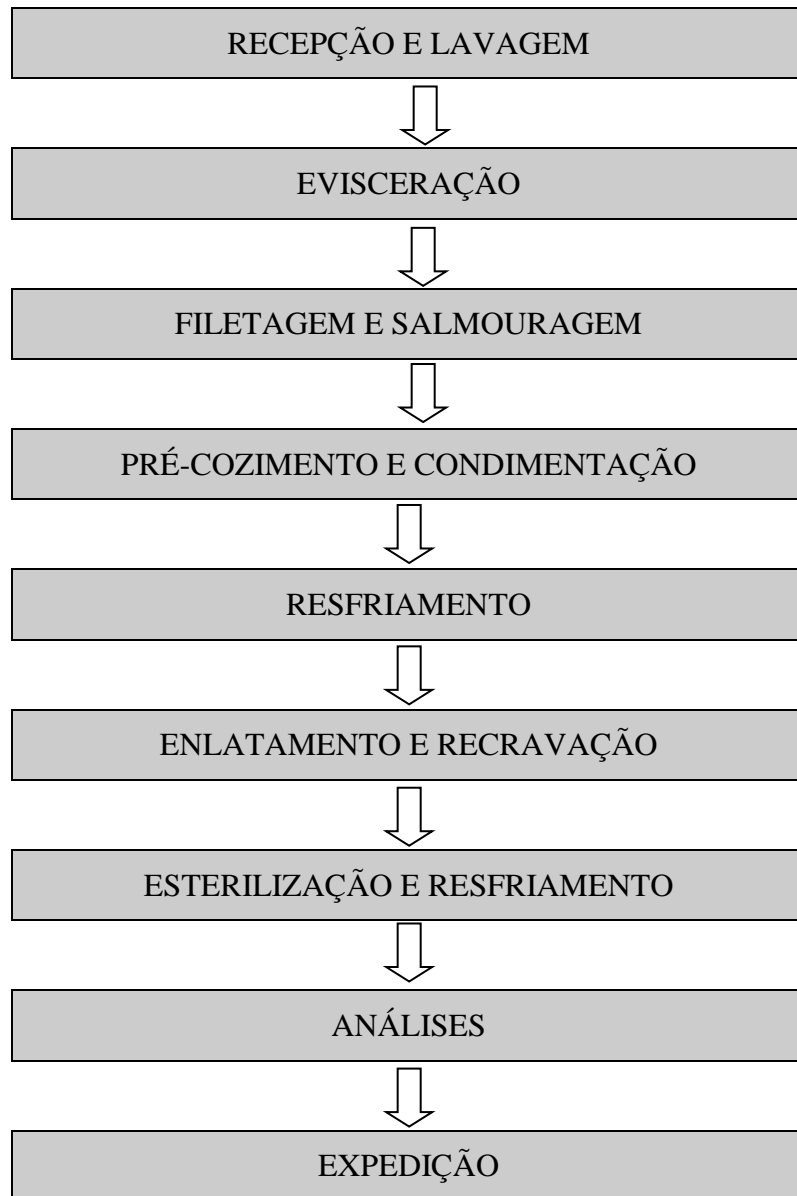 RECEPÇÃO E LAVAGEM
EVISCERAÇÃO
FILETAGEM E SALMOURAGEM
PRÉ-COZIMENTO E CONDIMENTAÇÃO
RESFRIAMENTO
ENLATAMENTO E RECRAVAÇÃO
ESTERILIZAÇÃO E RESFRIAMENTO
ANÁLISES
EXPEDIÇÃO